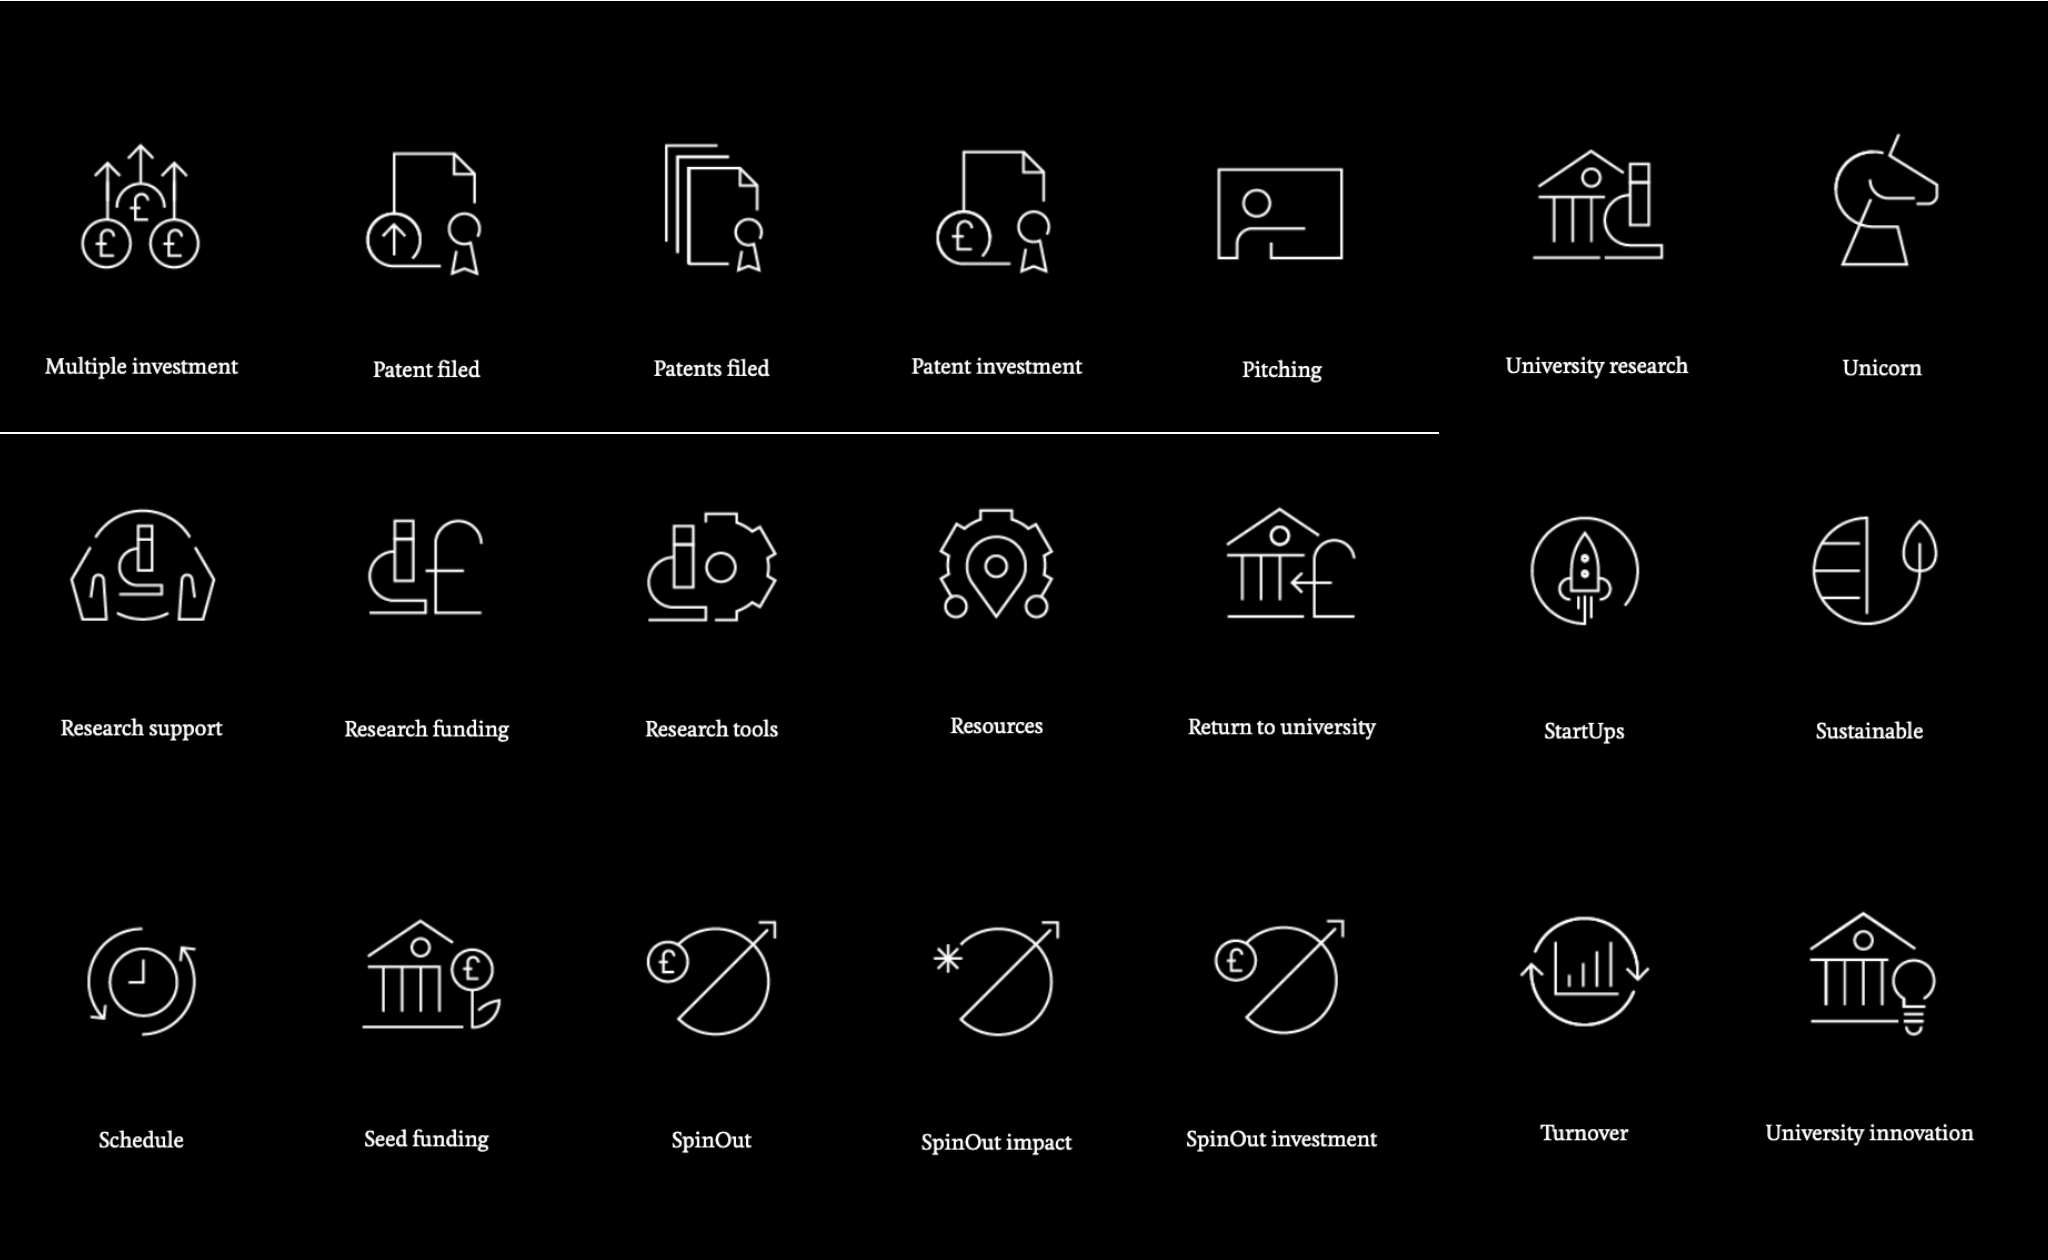 £
£
£
£
Multiple investment
Patent filed
Patents filed
Patent investment
Pitching
University research
Unicorn
£
£
Research support
Research funding
Research tools
Resources
Return to university
StartUps
Sustainable
£
£
£
Schedule
Seed funding
SpinOut
SpinOut impact
SpinOut investment
Turnover
University innovation